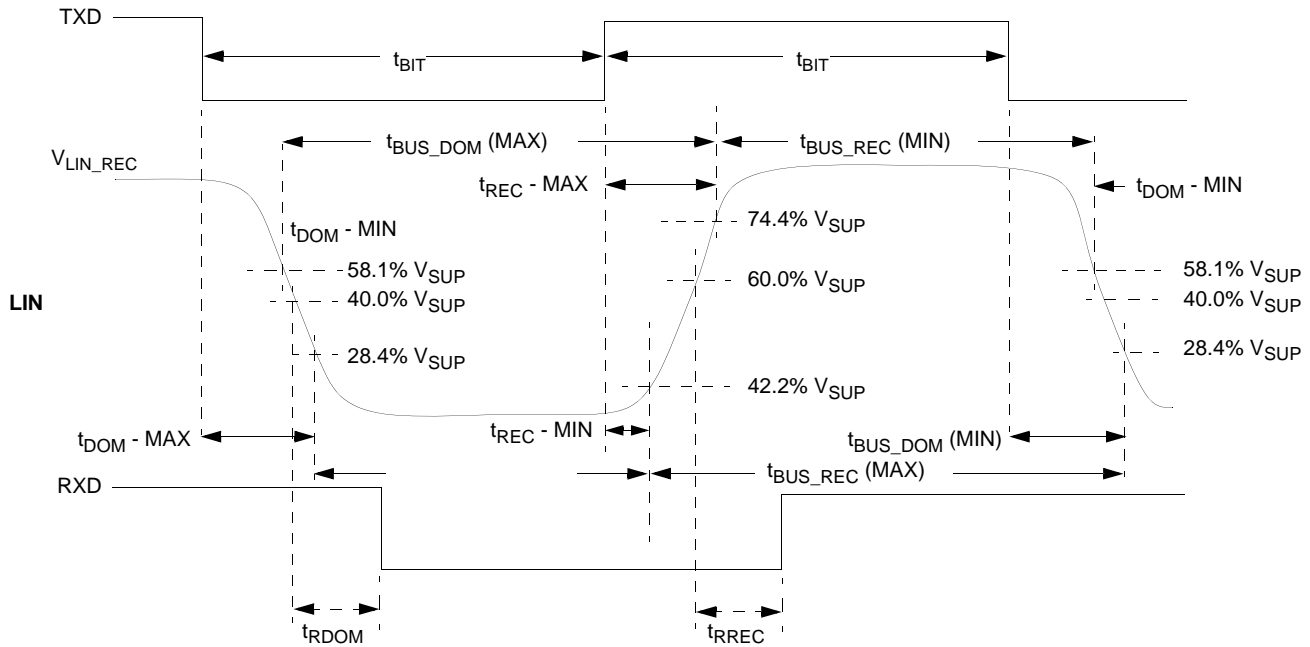 TXD
t_BIT
t_BIT
t_BUS_DOM (MAX)
t_BUS_REC (MIN)
V_LIN_REC
t_REC - MAX
t_DOM - MIN
t_DOM - MIN
74.4% V_SUP
58.1% V_SUP
60.0% V_SUP
58.1% V_SUP
LIN
40.0% V_SUP
40.0% V_SUP
28.4% V_SUP
28.4% V_SUP
42.2% V_SUP
t_DOM - MAX
t_REC - MIN
t_BUS_DOM (MIN)
t_BUS_REC (MAX)
RXD
t_RDOM
t_RREC